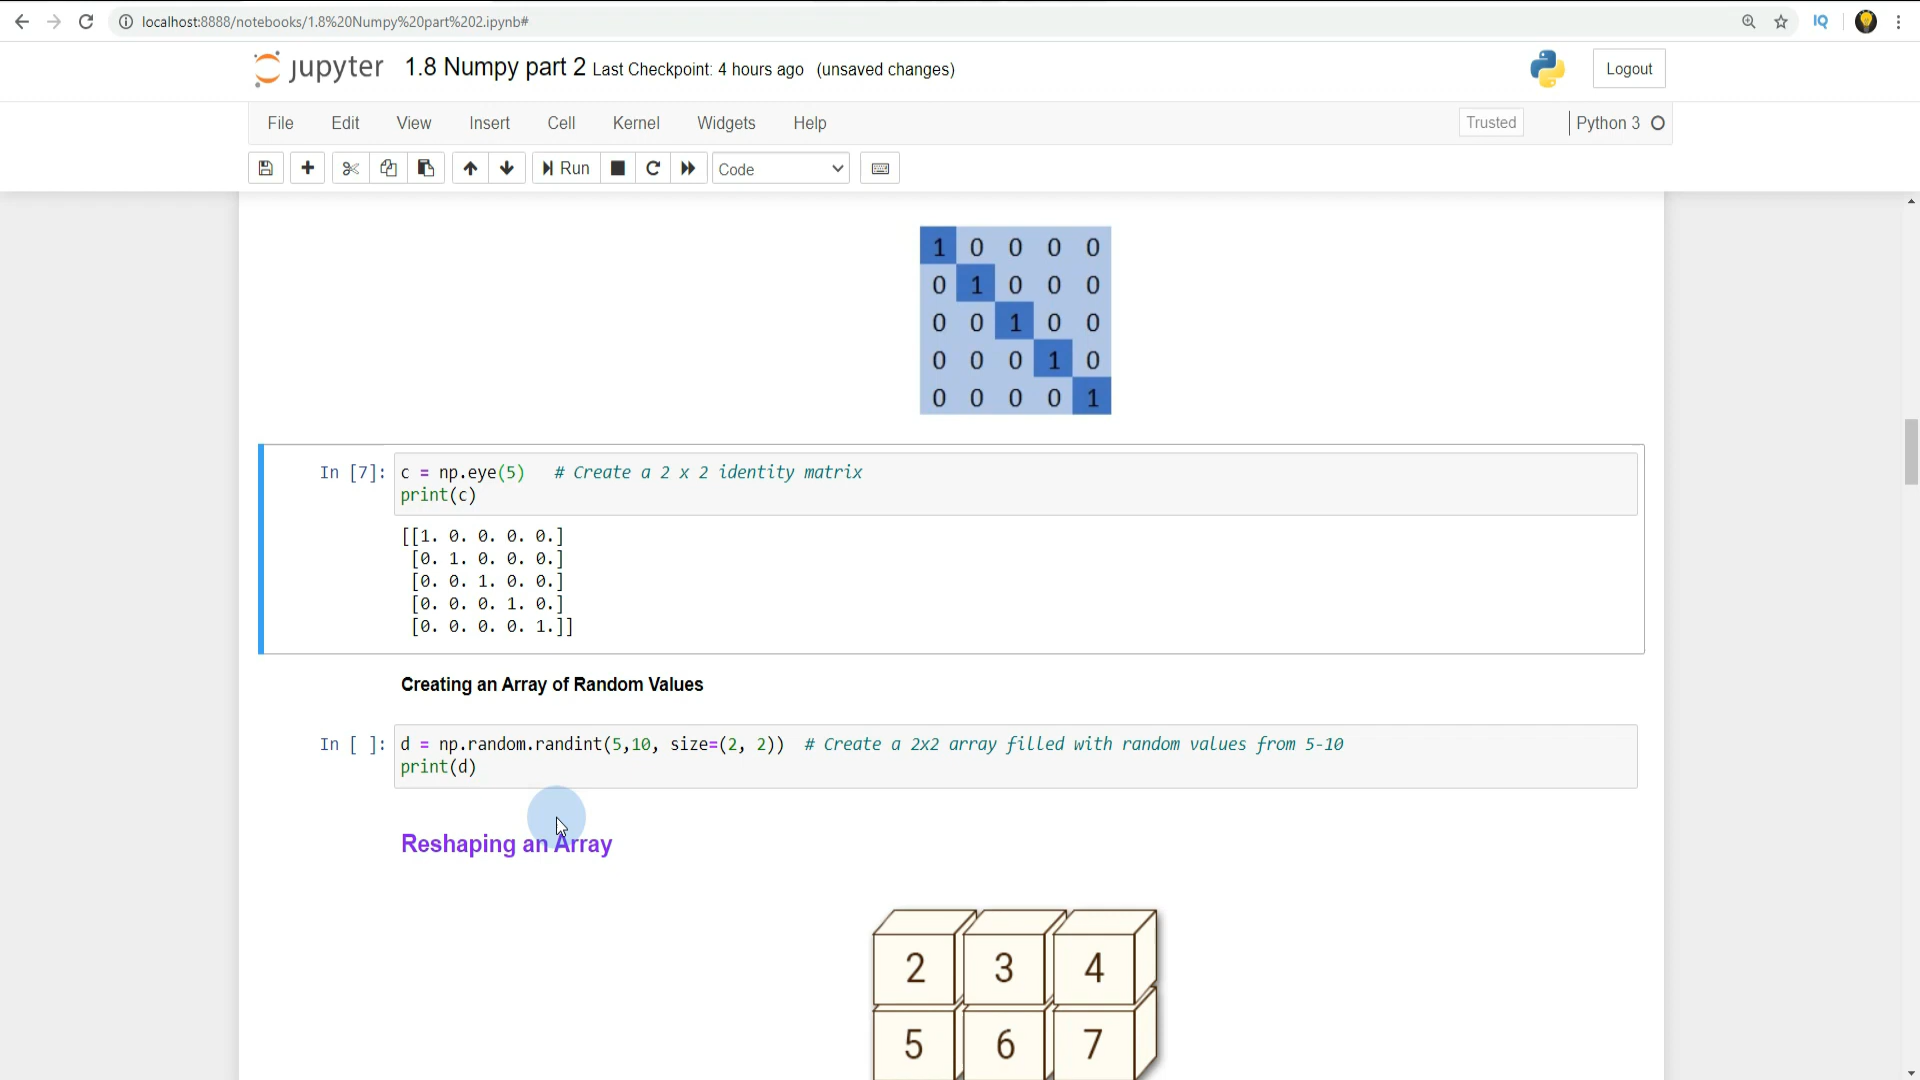 localhost:8888/notebooks/1.8%20Numpy%20part%202.ipynb#
IQ
jupyter 1.8 Numpy part 2 Last Checkpoint: 4 hours ago (unsaved changes)
Logout
File Edit View Insert Cell Kernel Widgets Help
Trusted
Python 3
Run
Code
1 0 0 0 0
0 1 0 0 0
0 0 1 0 0
0 0 0 1 0
0 0 0 0 1
In [7]: c = np.eye(5)   # Create a 2 x 2 identity matrix
print(c)
[[1. 0. 0. 0. 0.]
[0. 1. 0. 0. 0.]
[0. 0. 1. 0. 0.]
[0. 0. 0. 1. 0.]
[0. 0. 0. 0. 1.]]
Creating an Array of Random Values
In [ ]: d = np.random.randint(5,10, size=(2, 2))  # Create a 2x2 array filled with random values from 5-10
print(d)
Reshaping an Array
2 3 4
5 6 7